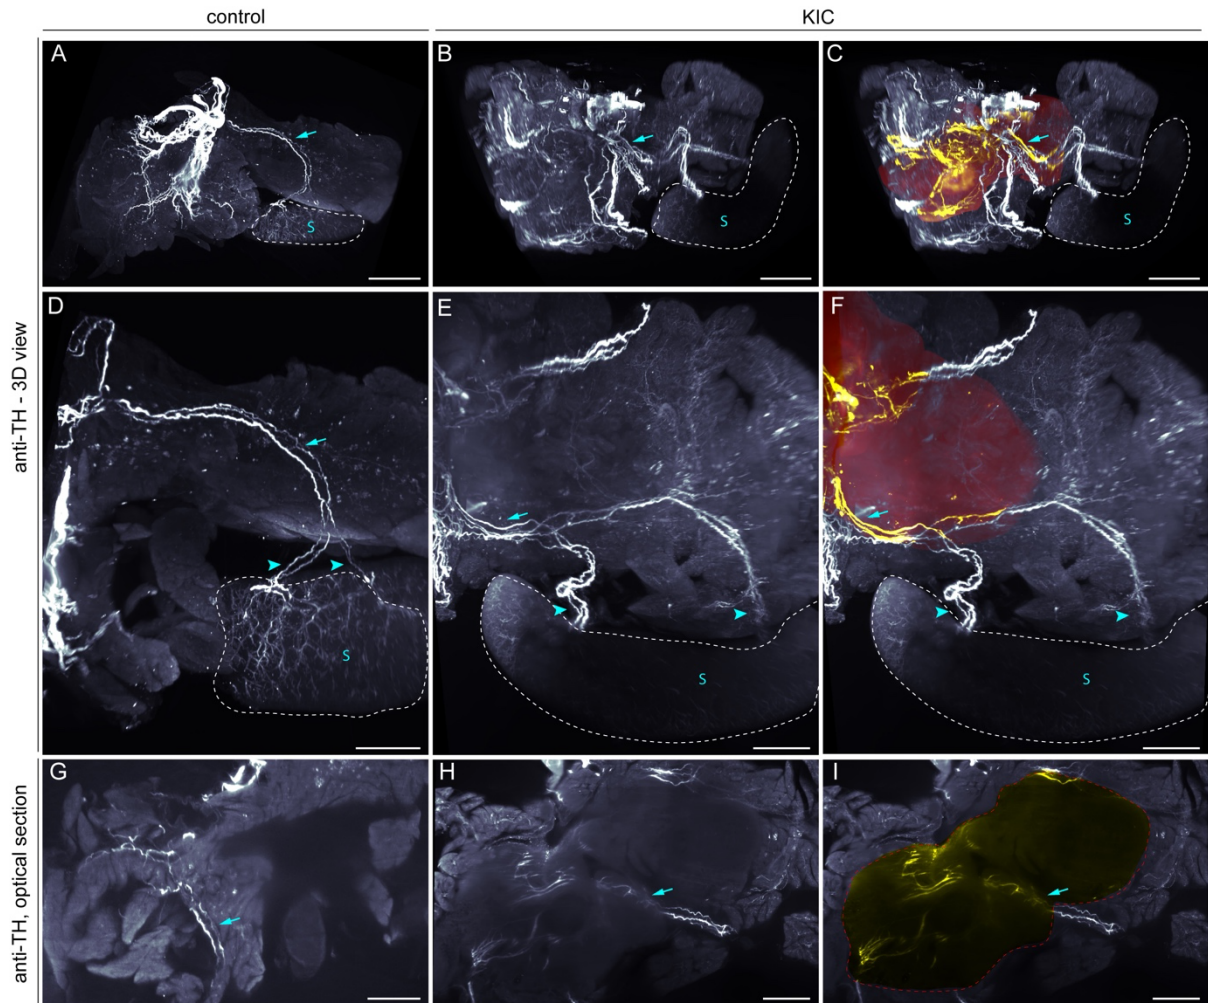 control
KIC
anti-TH - 3D view
A
B
C
S
S
S
D
E
F
S
S
S
anti-TH, optical section
G
H
I